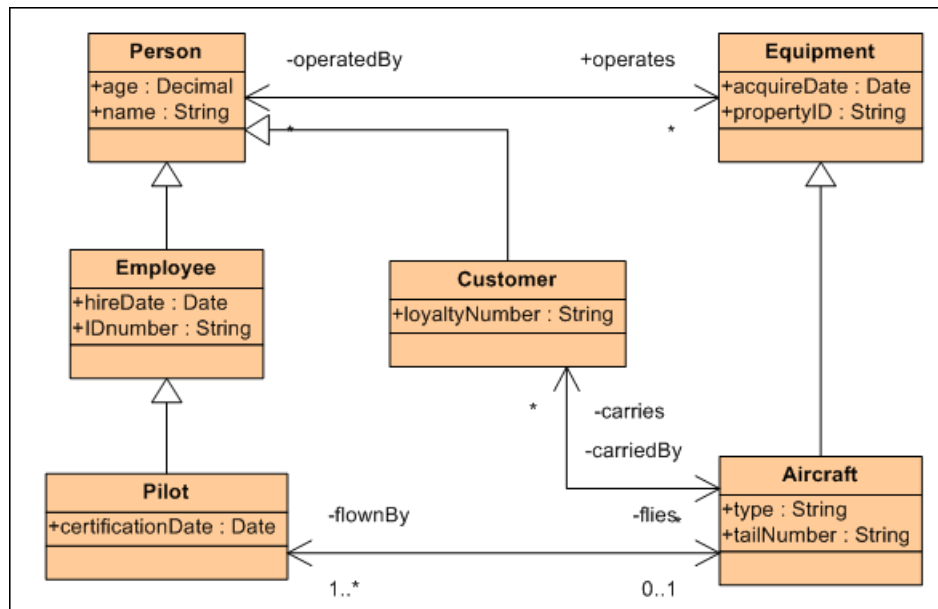 Person
+age : Decimal
+name : String
-operatedBy
+operates
*
*
Equipment
+acquireDate : Date
+propertyID : String
Employee
+hireDate : Date
+IDnumber : String
Customer
+loyaltyNumber : String
*
-carries
-carriedBy
Pilot
+certificationDate : Date
-flownBy
-flies
*
1..*
0..1
Aircraft
+type : String
+tailNumber : String